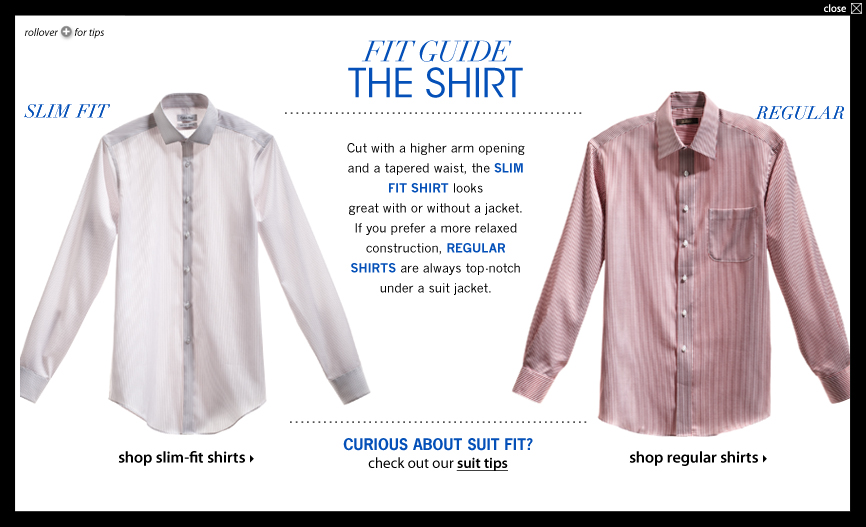 close
rollover + for tips
FIT GUIDE
THE SHIRT
SLIM FIT
REGULAR
Cut with a higher arm opening
and a tapered waist, the SLIM
FIT SHIRT looks
great with or without a jacket.
If you prefer a more relaxed
construction, REGULAR
SHIRTS are always top-notch
under a suit jacket.
CURIOUS ABOUT SUIT FIT?
check out our suit tips
shop slim-fit shirts
shop regular shirts